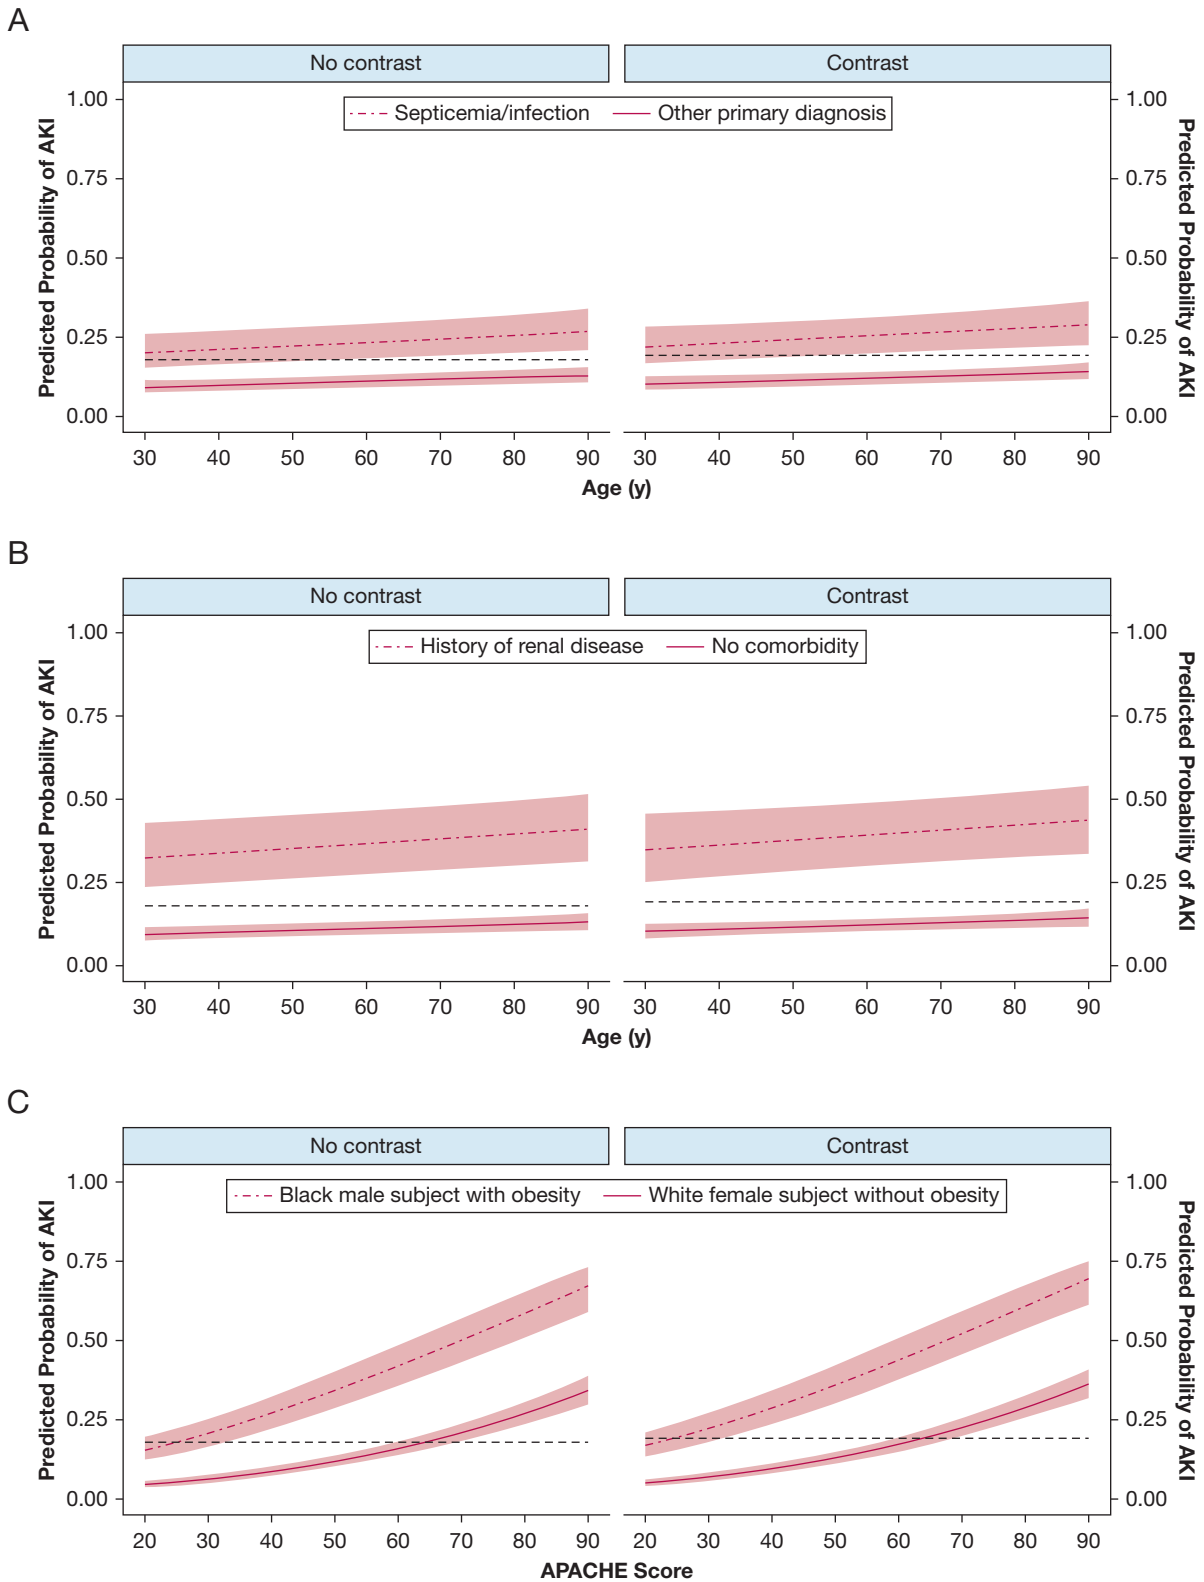 A
No contrast Contrast
Septicemia/infection Other primary diagnosis
Predicted Probability of AKI
1.00
0.75
0.50
0.25
0.00
1.00
0.75
0.50
0.25
0.00
Predicted Probability of AKI
30 40 50 60 70 80 90 30 40 50 60 70 80 90
Age (y)
B
No contrast Contrast
History of renal disease No comorbidity
Predicted Probability of AKI
1.00
0.75
0.50
0.25
0.00
1.00
0.75
0.50
0.25
0.00
Predicted Probability of AKI
30 40 50 60 70 80 90 30 40 50 60 70 80 90
Age (y)
C
No contrast Contrast
Black male subject with obesity White female subject without obesity
Predicted Probability of AKI
1.00
0.75
0.50
0.25
0.00
1.00
0.75
0.50
0.25
0.00
Predicted Probability of AKI
20 30 40 50 60 70 80 90 20 30 40 50 60 70 80 90
APACHE Score